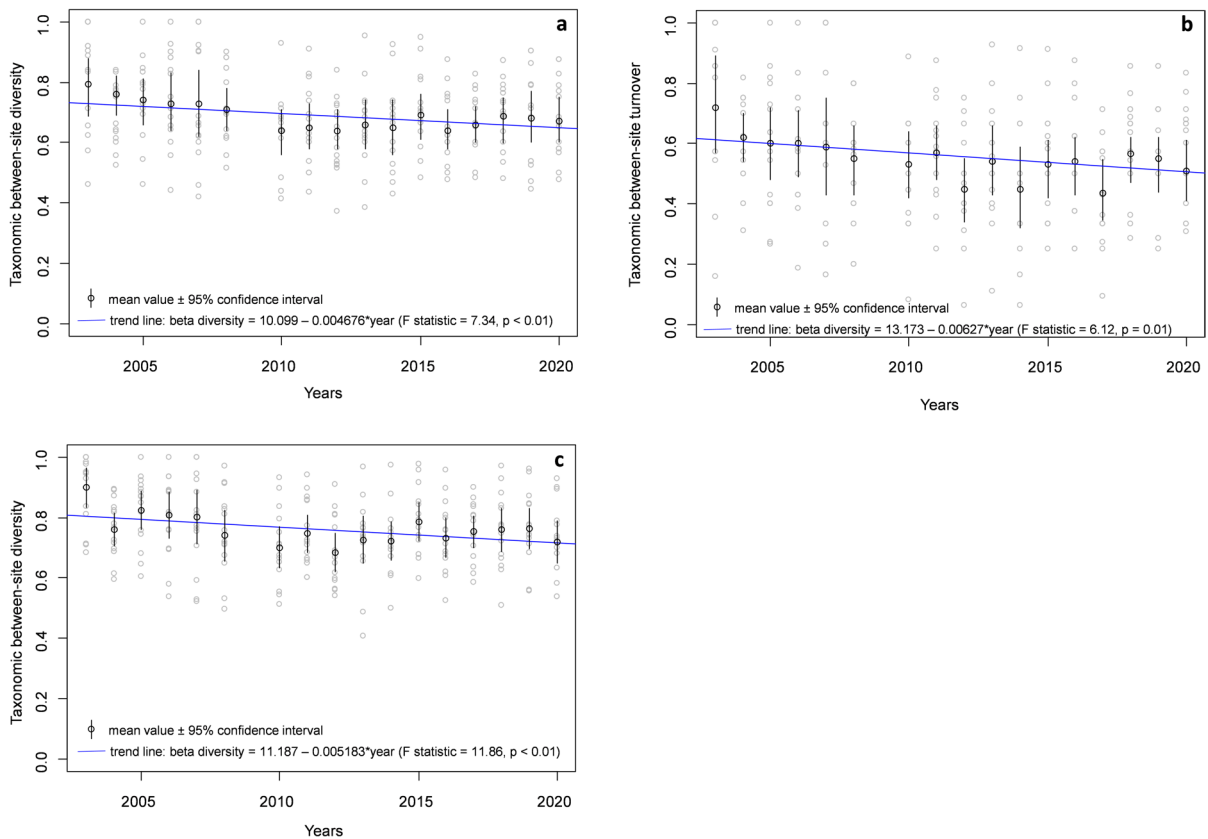 a
Taxonomic between-site diversity
1.0
0.8
0.6
0.4
0.2
0.0
mean value ± 95% confidence interval
trend line: beta diversity = 10.099 – 0.004676*year (F statistic = 7.34, p < 0.01)
2005 2010 2015 2020
Years
b
Taxonomic between-site turnover
1.0
0.8
0.6
0.4
0.2
0.0
mean value ± 95% confidence interval
trend line: beta diversity = 13.173 – 0.00627*year (F statistic = 6.12, p = 0.01)
2005 2010 2015 2020
Years
c
Taxonomic between-site diversity
1.0
0.8
0.6
0.4
0.2
0.0
mean value ± 95% confidence interval
trend line: beta diversity = 11.187 – 0.005183*year (F statistic = 11.86, p < 0.01)
2005 2010 2015 2020
Years